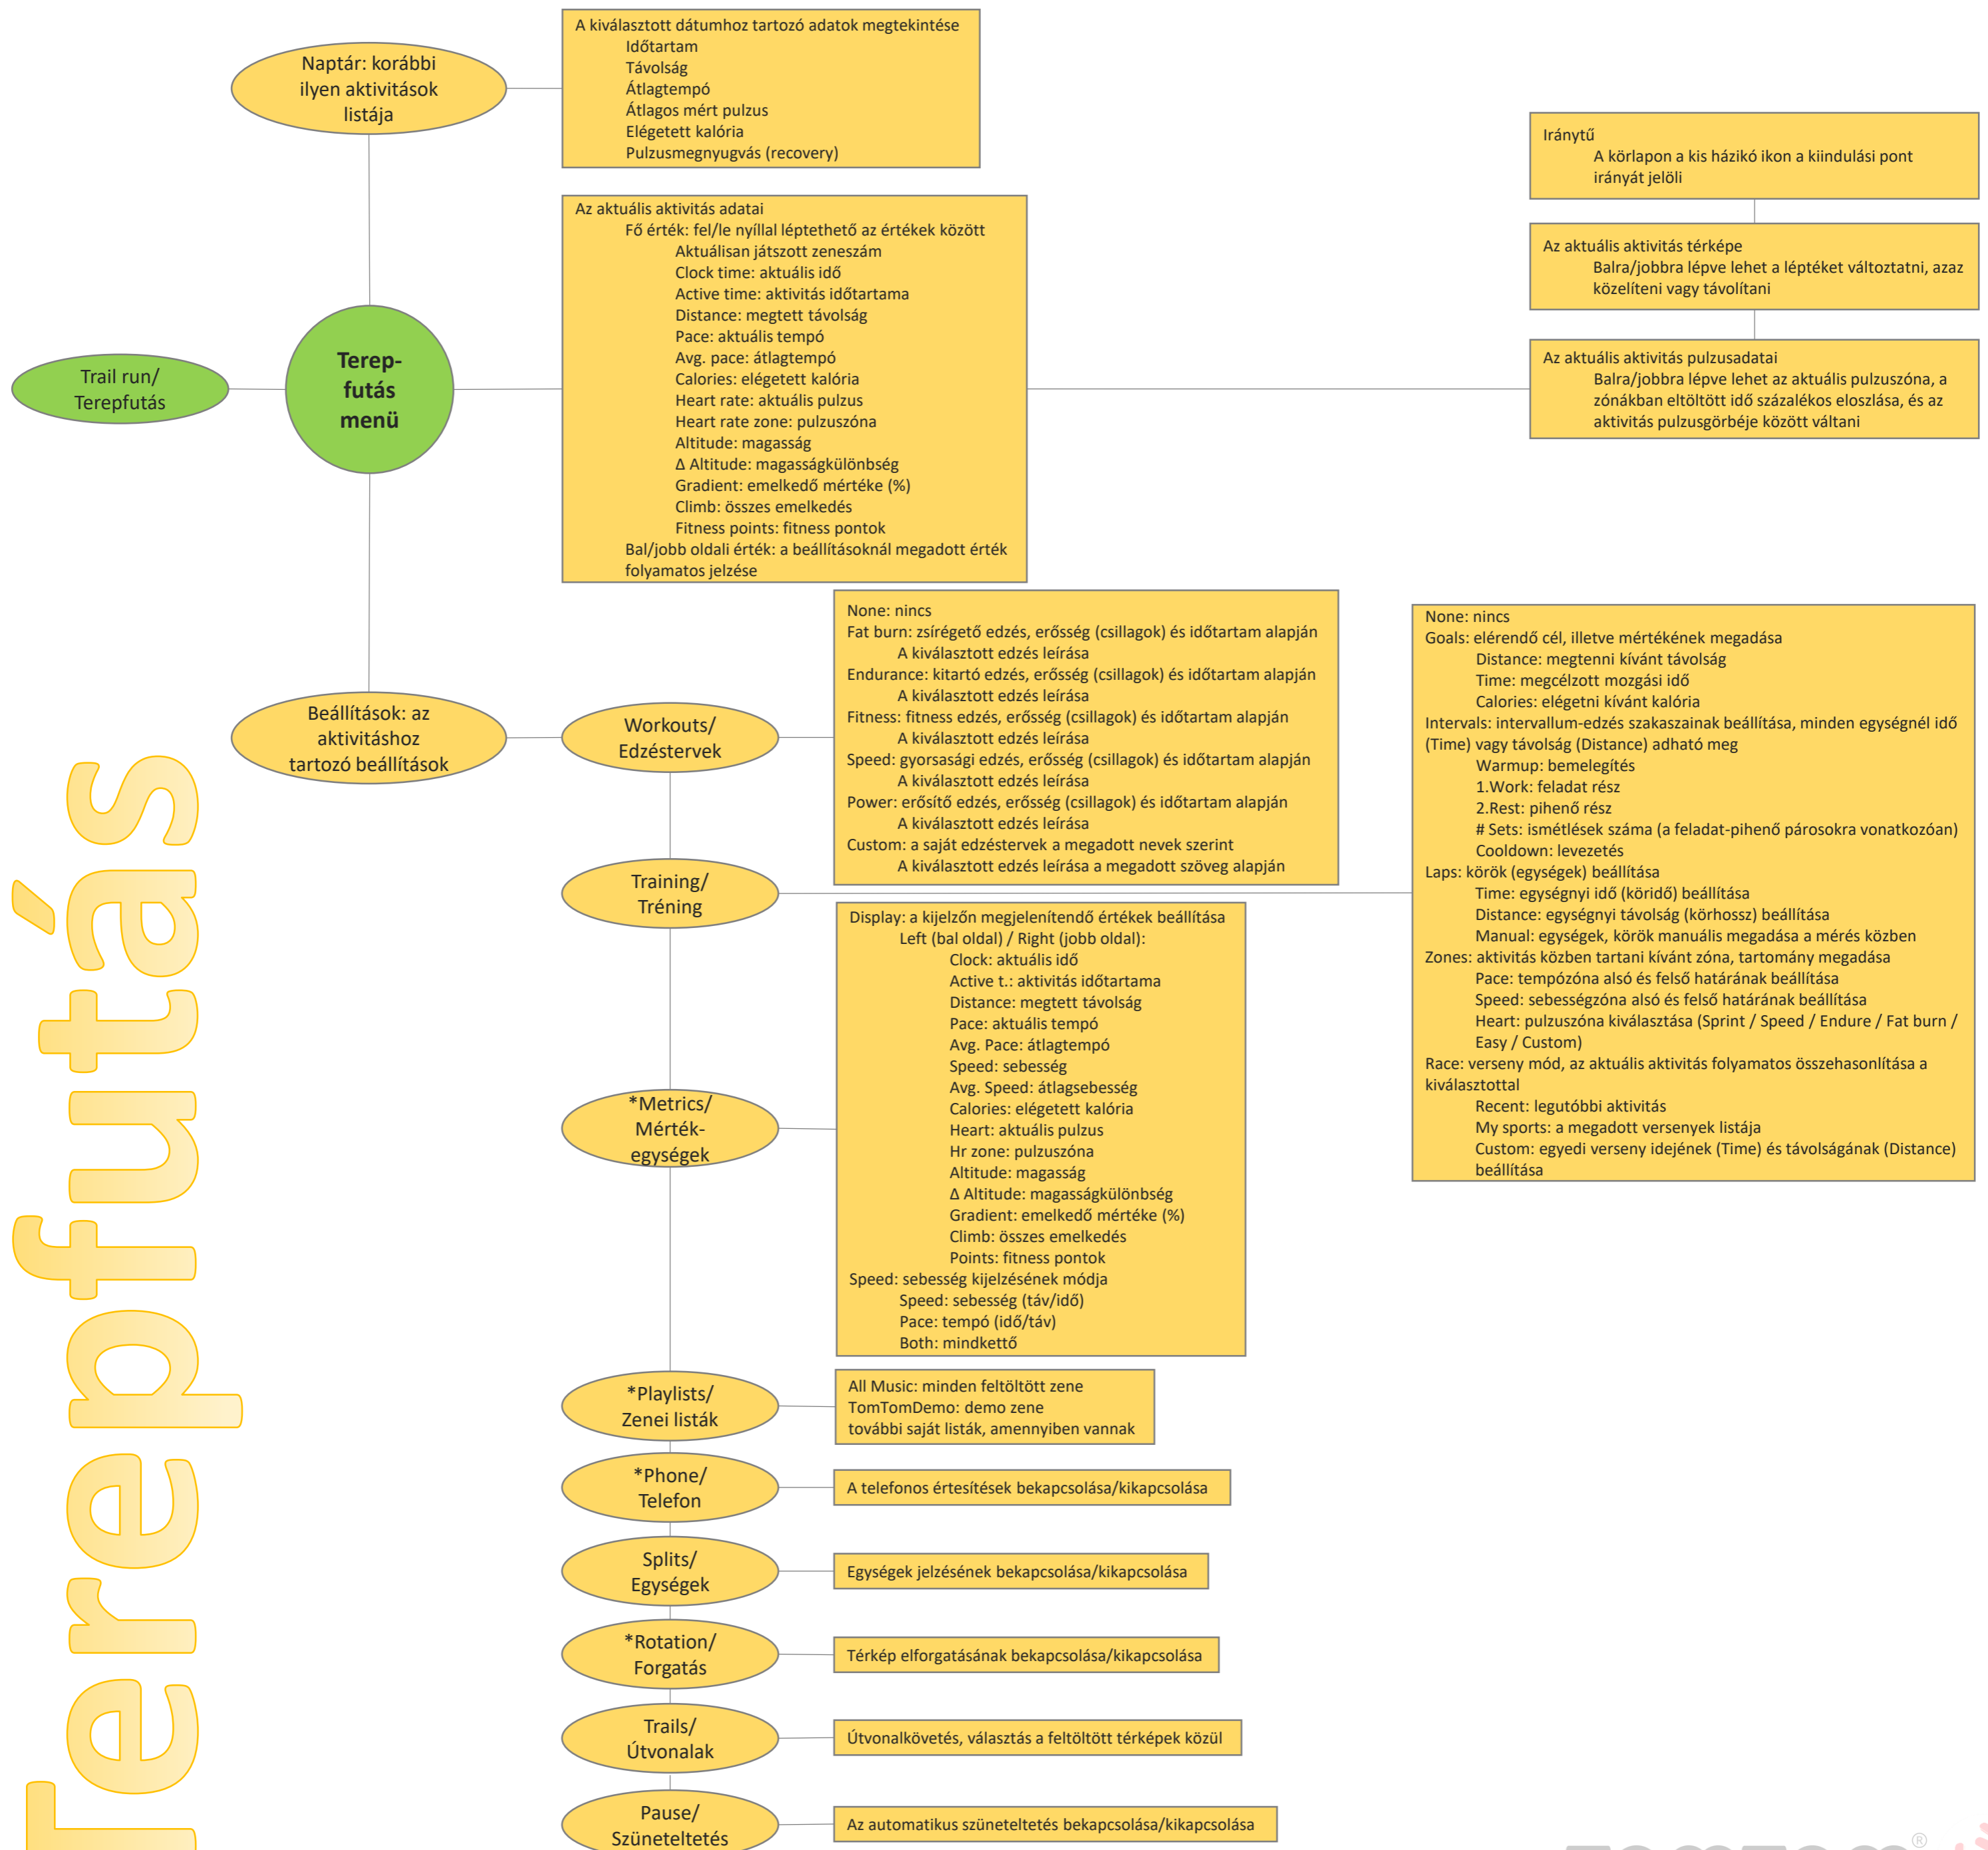 Naptár: korábbi
ilyen aktivitások
listája
A kiválasztott dátumhoz tartozó adatok megtekintése
Időtartam
Távolság
Átlagtempó
Átlagos mért pulzus
Elégetett kalória
Pulzusmegnyugvás (recovery)
Iránytű
A körlapon a kis házikó ikon a kiindulási pont
irányát jelöli
Az aktuális aktivitás térképe
Balra/jobbra lépve lehet a léptéket változtatni, azaz
közelíteni vagy távolítani
Az aktuális aktivitás pulzusadatai
Balra/jobbra lépve lehet az aktuális pulzuszóna, a
zónákban eltöltött idő százalékos eloszlása, és az
aktivitás pulzusgörbéje között váltani
Az aktuális aktivitás adatai
Fő érték: fel/le nyíllal léptethető az értékek között
Aktuálisan játszott zeneszám
Clock time: aktuális idő
Active time: aktivitás időtartama
Distance: megtett távolság
Pace: aktuális tempó
Avg. pace: átlagtempó
Calories: elégetett kalória
Heart rate: aktuális pulzus
Heart rate zone: pulzuszóna
Altitude: magasság
Δ Altitude: magasságkülönbség
Gradient: emelkedő mértéke (%)
Climb: összes emelkedés
Fitness points: fitness pontok
Bal/jobb oldali érték: a beállításoknál megadott érték
folyamatos jelzése
Trail run/
Terepfutás
Terep-
futás
menü
Beállítások: az
aktivitáshoz
tartozó beállítások
Workouts/
Edzéstervek
None: nincs
Fat burn: zsírégető edzés, erősség (csillagok) és időtartam alapján
A kiválasztott edzés leírása
Endurance: kitartó edzés, erősség (csillagok) és időtartam alapján
A kiválasztott edzés leírása
Fitness: fitness edzés, erősség (csillagok) és időtartam alapján
A kiválasztott edzés leírása
Speed: gyorsasági edzés, erősség (csillagok) és időtartam alapján
A kiválasztott edzés leírása
Power: erősítő edzés, erősség (csillagok) és időtartam alapján
A kiválasztott edzés leírása
Custom: a saját edzéstervek a megadott nevek szerint
A kiválasztott edzés leírása a megadott szöveg alapján
Training/
Tréning
None: nincs
Goals: elérendő cél, illetve mértékének megadása
Distance: megtenni kívánt távolság
Time: megcélzott mozgási idő
Calories: elégetni kívánt kalória
Intervals: intervallum-edzés szakaszainak beállítása, minden egységnél idő
(Time) vagy távolság (Distance) adható meg
Warmup: bemelegítés
1.Work: feladat rész
2.Rest: pihenő rész
# Sets: ismétlések száma (a feladat-pihenő párosokra vonatkozóan)
Cooldown: levezetés
Laps: körök (egységek) beállítása
Time: egységnyi idő (köridő) beállítása
Distance: egységnyi távolság (körhossz) beállítása
Manual: egységek, körök manuális megadása a mérés közben
Zones: aktivitás közben tartani kívánt zóna, tartomány megadása
Pace: tempózóna alsó és felső határának beállítása
Speed: sebességzóna alsó és felső határának beállítása
Heart: pulzuszóna kiválasztása (Sprint / Speed / Endure / Fat burn /
Easy / Custom)
Race: verseny mód, az aktuális aktivitás folyamatos összehasonlítása a
kiválasztottal
Recent: legutóbbi aktivitás
My sports: a megadott versenyek listája
Custom: egyedi verseny idejének (Time) és távolságának (Distance)
beállítása
*Metrics/
Mérték-
egységek
Display: a kijelzőn megjelenítendő értékek beállítása
Left (bal oldal) / Right (jobb oldal):
Clock: aktuális idő
Active t.: aktivitás időtartama
Distance: megtett távolság
Pace: aktuális tempó
Avg. Pace: átlagtempó
Speed: sebesség
Avg. Speed: átlagsebesség
Calories: elégetett kalória
Heart: aktuális pulzus
Hr zone: pulzuszóna
Altitude: magasság
Δ Altitude: magasságkülönbség
Gradient: emelkedő mértéke (%)
Climb: összes emelkedés
Points: fitness pontok
Speed: sebesség kijelzésének módja
Speed: sebesség (táv/idő)
Pace: tempó (idő/táv)
Both: mindkettő
*Playlists/
Zenei listák
All Music: minden feltöltött zene
TomTomDemo: demo zene
további saját listák, amennyiben vannak
*Phone/
Telefon
A telefonos értesítések bekapcsolása/kikapcsolása
Splits/
Egységek
Egységek jelzésének bekapcsolása/kikapcsolása
*Rotation/
Forgatás
Térkép elforgatásának bekapcsolása/kikapcsolása
Trails/
Útvonalak
Útvonalkövetés, választás a feltöltött térképek közül
Pause/
Szüneteltetés
Az automatikus szüneteltetés bekapcsolása/kikapcsolása
Terepfutás